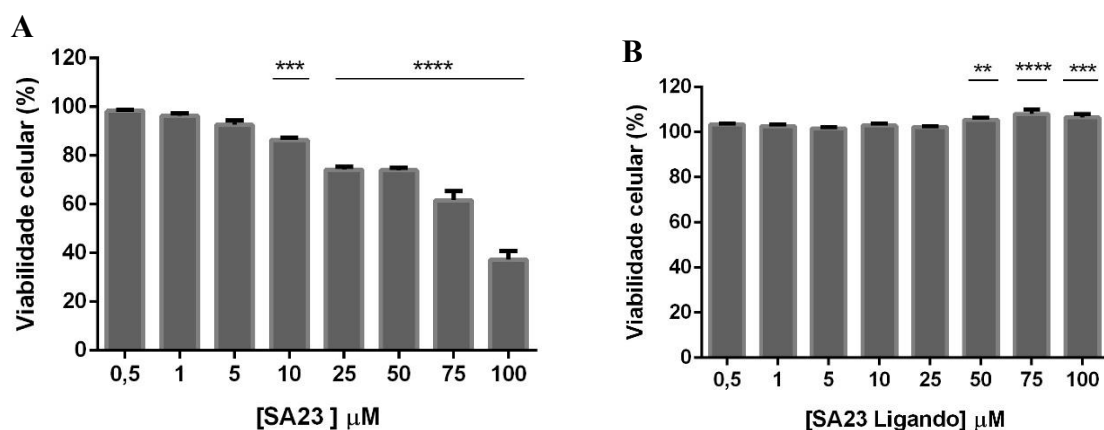 A
Viabilidade celular (%)
120
100
80
60
40
20
0
*** ****
0,5 1 5 10 25 50 75 100
[SA23 ] µM
B
Viabilidade celular (%)
120
100
80
60
40
20
0
** **** ***
0,5 1 5 10 25 50 75 100
[SA23 Ligando] µM